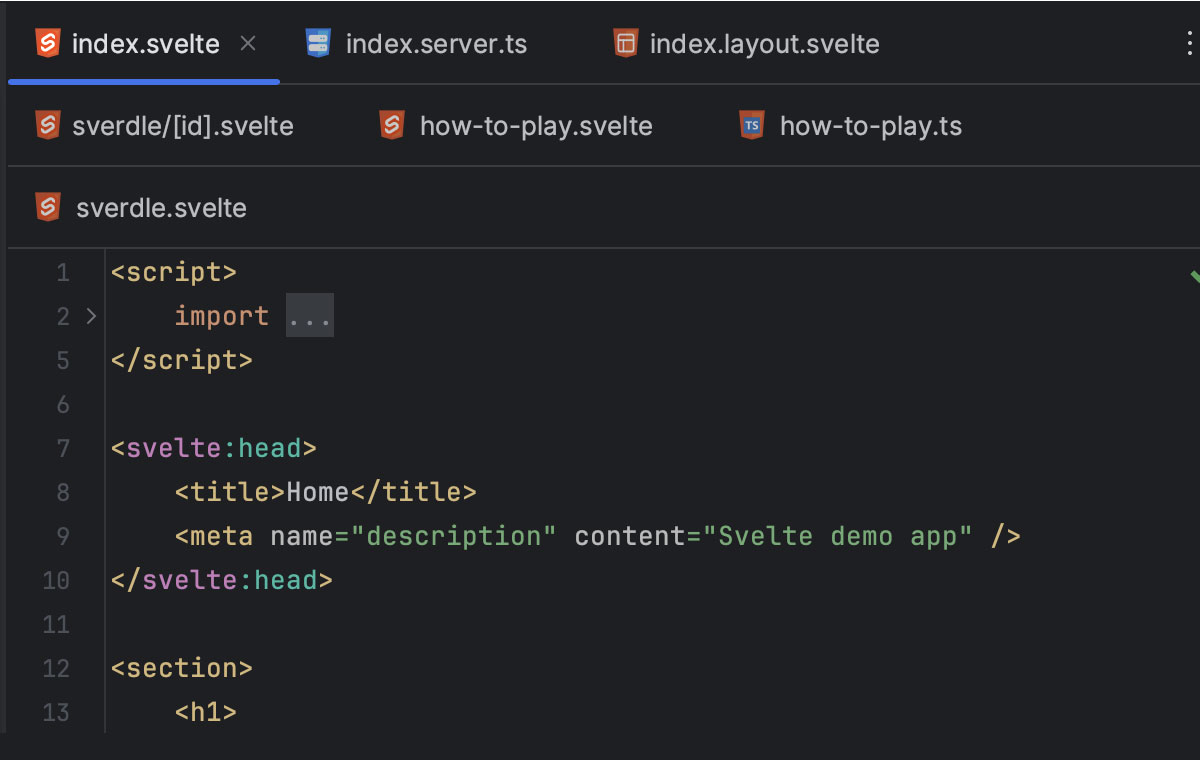 index.svelte index.server.ts index.layout.svelte
sverdle/[id].svelte how-to-play.svelte TS how-to-play.ts
sverdle.svelte
1 <script>
2 import ...
5 </script>
6
7 <svelte:head>
8 <title>Home</title>
9 <meta name="description" content="Svelte demo app" />
10 </svelte:head>
11
12 <section>
13 <h1>